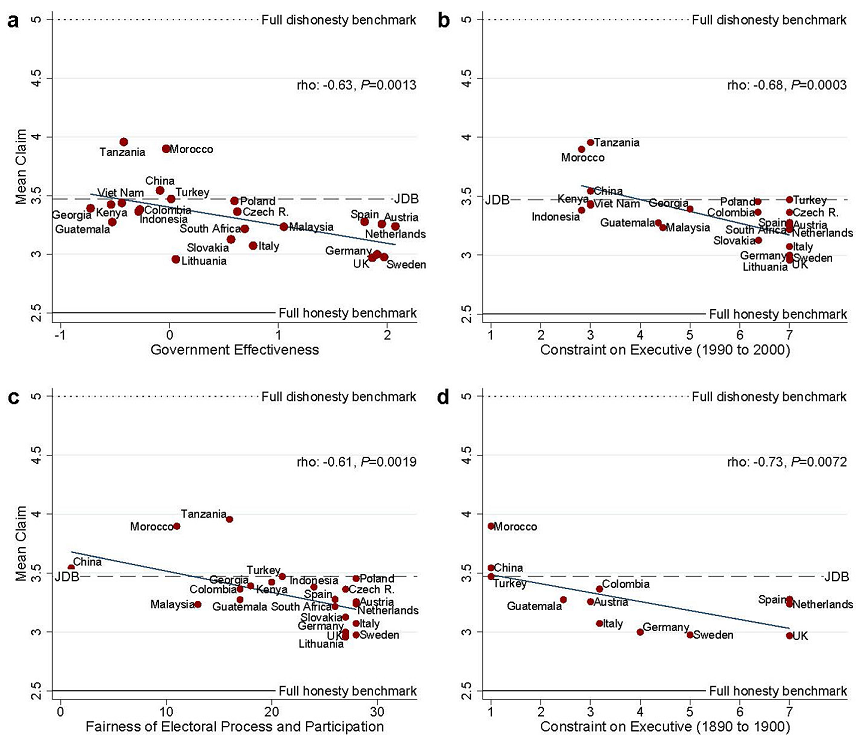 a
5
4.5
4
3.5
3
2.5
Mean Claim
Full dishonesty benchmark
rho: -0.63, P=0.0013
Tanzania
Morocco
China
Viet Nam
Turkey
JDB
Georgia
Kenya
Colombia
Indonesia
Guatemala
Poland
Czech R.
South Africa
Malaysia
Slovakia
Italy
Lithuania
Spain
Austria
Netherlands
Germany
UK
Sweden
Full honesty benchmark
-1 0 1 2
Government Effectiveness
b
5
4.5
4
3.5
3
2.5
Full dishonesty benchmark
rho: -0.68, P=0.0003
Tanzania
Morocco
JDB
China
Kenya
Viet Nam
Indonesia
Georgia
Guatemala
Malaysia
Poland
Turkey
Colombia
Czech R.
Spain
Austria
South Africa
Netherlands
Slovakia
Italy
Germany
Sweden
Lithuania
UK
Full honesty benchmark
1 2 3 4 5 6 7
Constraint on Executive (1990 to 2000)
c
5
4.5
4
3.5
3
2.5
Mean Claim
Full dishonesty benchmark
rho: -0.61, P=0.0019
Tanzania
Morocco
China
JDB
Turkey
Georgia
Indonesia
Poland
Colombia
Kenya
Czech R.
Spain
Malaysia
Guatemala
South Africa
Austria
Netherlands
Slovakia
Italy
Germany
UK
Sweden
Lithuania
Full honesty benchmark
0 10 20 30
Fairness of Electoral Process and Participation
d
5
4.5
4
3.5
3
2.5
Full dishonesty benchmark
rho: -0.73, P=0.0072
Morocco
China
JDB
Turkey
Colombia
Guatemala
Austria
Spain
Netherlands
Italy
Germany
Sweden
UK
Full honesty benchmark
1 2 3 4 5 6 7
Constraint on Executive (1890 to 1900)